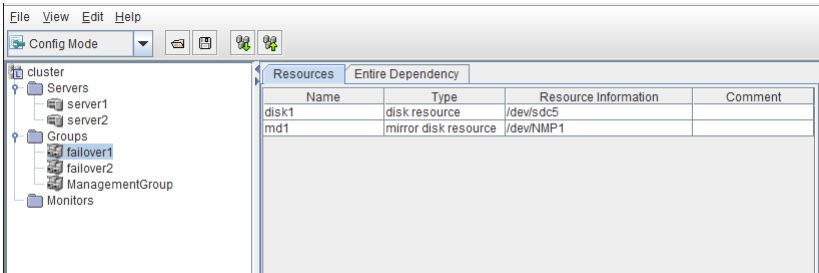 File View Edit Help
Config Mode
cluster
Servers
server1
server2
Groups
failover1
failover2
ManagementGroup
Monitors
Resources Entire Dependency
Name Type Resource Information Comment
disk1 disk resource /dev/sdc5
md1 mirror disk resource /dev/NMP1